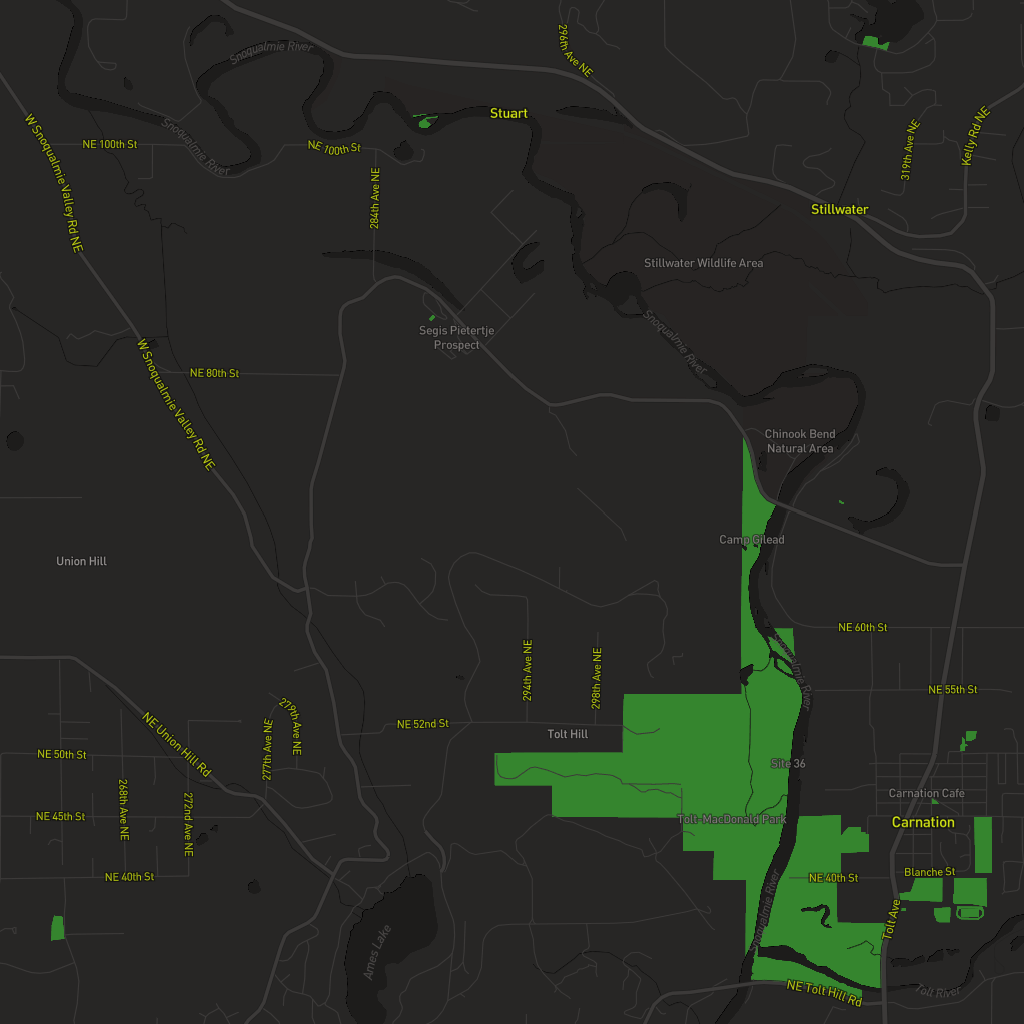 296th Ave NE
Snoqualmie River
Stuart
W Snoqualmie Valley Rd NE
NE 100th St
Snoqualmie River
NE 100th St
319th Ave NE
Kelly Rd NE
284th Ave NE
Stillwater
Stillwater Wildlife Area
Segis Pietertje
Prospect
Snoqualmie River
W Snoqualmie Valley Rd NE
NE 80th St
Chinook Bend
Natural Area
Camp Gilead
Union Hill
NE 60th St
Snoqualmie River
294th Ave NE
298th Ave NE
NE 55th St
279th Ave NE
NE Union Hill Rd
277th Ave NE
NE 52nd St
Tolt Hill
NE 50th St
Site 36
268th Ave NE
272nd Ave NE
Carnation Cafe
NE 45th St
Tolt-MacDonald Park
Carnation
NE 40th St
NE 40th St
Blanche St
Snoqualmie River
Tolt Ave
Ames Lake
NE Tolt Hill Rd
Tolt River